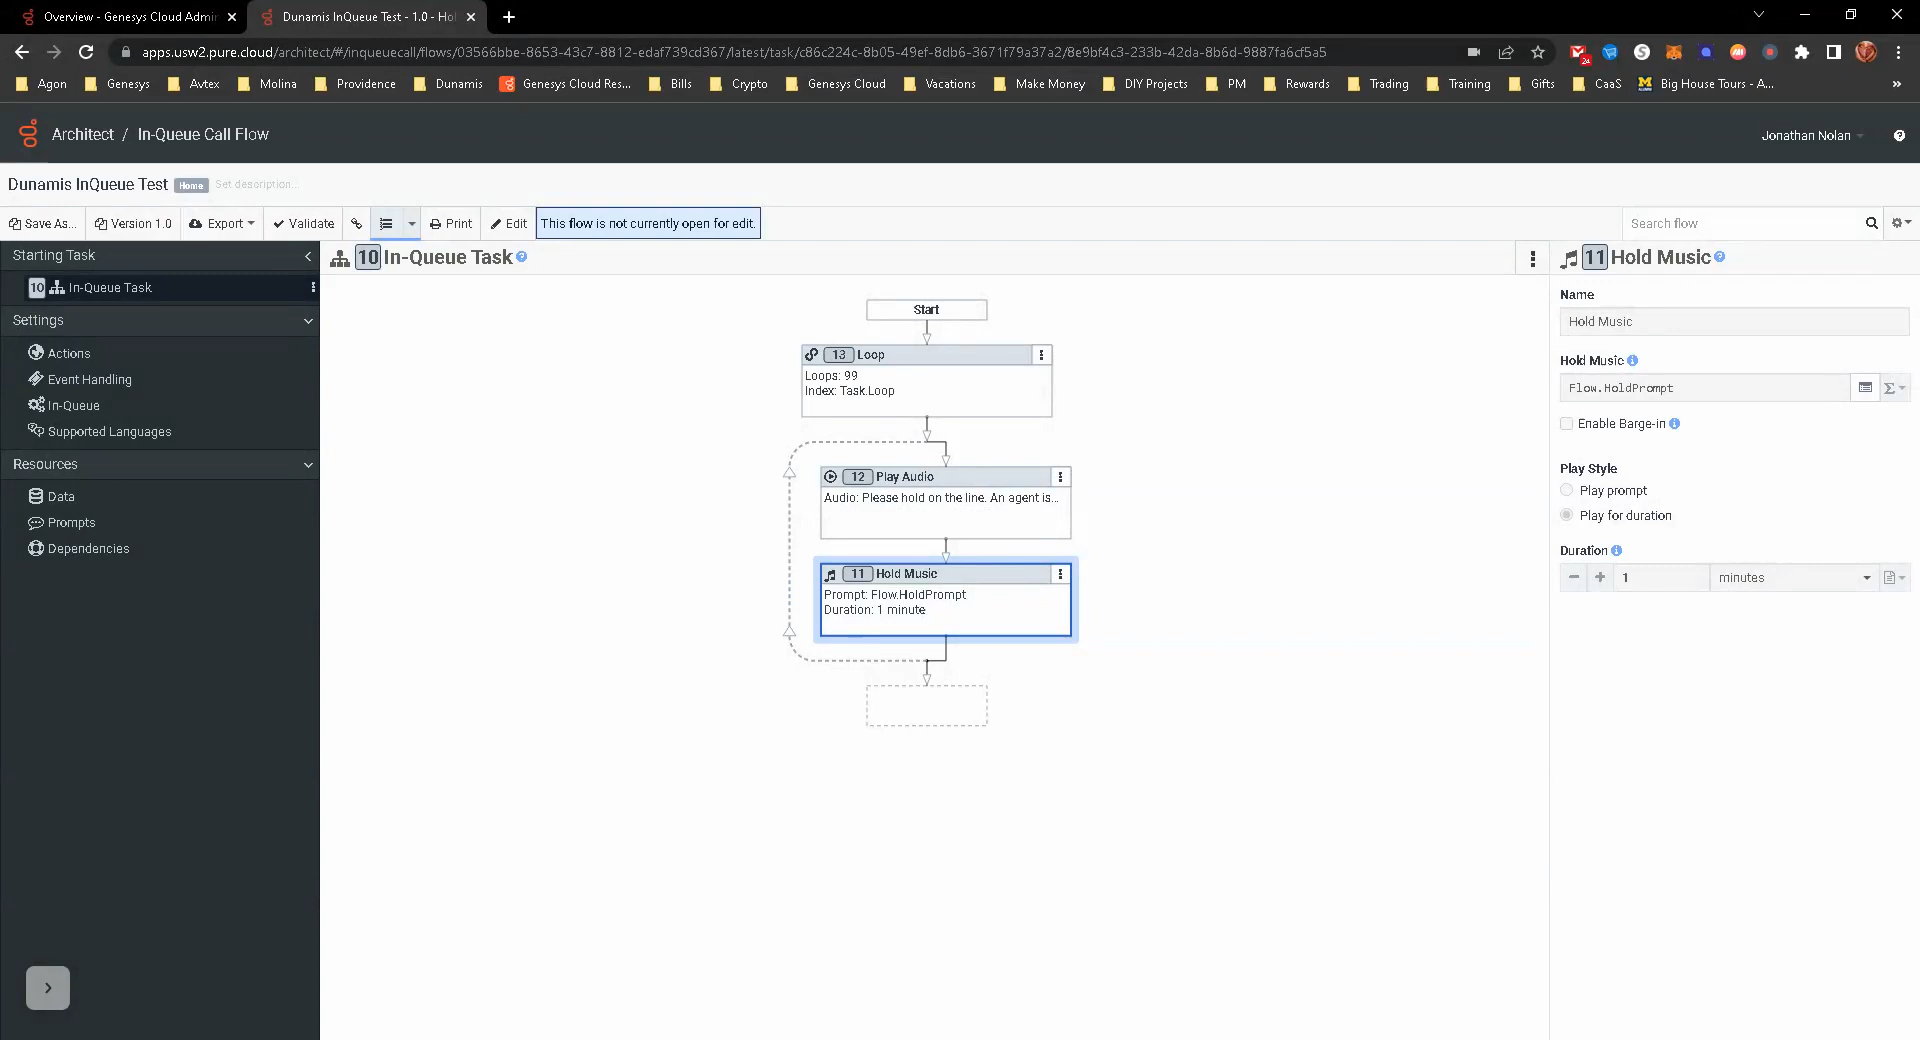 Overview - Genesys Cloud Admin
Dunamis InQueue Test - 1.0 - Hol
apps.usw2.pure.cloud/architect/#/inqueuecall/flows/03566bbe-8653-43c7-8812-edaf739cd367/latest/task/c86c224c-8b05-49ef-8db6-3671f79a37a2/8e9bf4c3-233b-42da-8b6d-9887fa6cf5a5
24
Agon Genesys Avtex Molina Providence Dunamis Genesys Cloud Res... Bills Crypto Genesys Cloud Vacations Make Money DIY Projects PM Rewards Trading Training Gifts CaaS Big House Tours - A... »
Architect / In-Queue Call Flow
Jonathan Nolan
Dunamis InQueue Test Home Set description...
Save As... Version 1.0 Export Validate Print Edit This flow is not currently open for edit. Search flow
Starting Task
10 In-Queue Task
Settings
Actions
Event Handling
In-Queue
Supported Languages
Resources
Data
Prompts
Dependencies
10 In-Queue Task
Start
13 Loop
Loops: 99
Index: Task.Loop
12 Play Audio
Audio: Please hold on the line. An agent is...
11 Hold Music
Prompt: Flow.HoldPrompt
Duration: 1 minute
11 Hold Music
Name
Hold Music
Hold Music
Flow.HoldPrompt
Enable Barge-in
Play Style
Play prompt
Play for duration
Duration
1 minutes